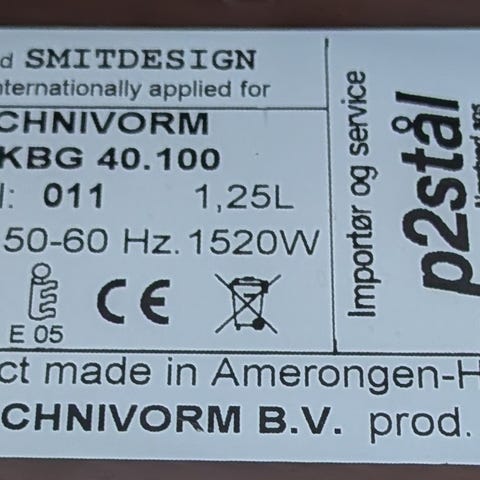 d SMITDESIGN
nternationally applied for
CHNIVORM
KBG 40.100
l: 011 1,25L
50-60 Hz. 1520W
E 05
CE
ct made in Amerongen-H
CHNIVORM B.V. prod.
Importør og service
p2stål